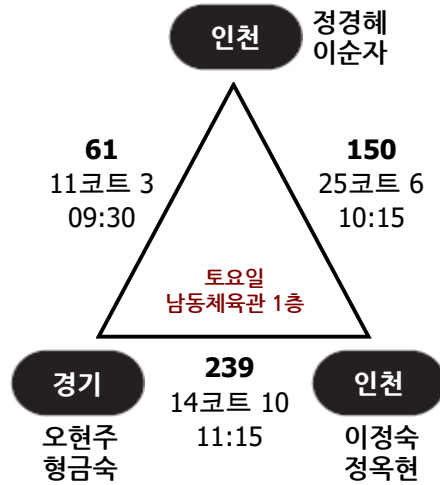 인천
정경혜
이순자
61
11코트 3
09:30
150
25코트 6
10:15
토요일
남동체육관 1층
경기
오현주
형금숙
239
14코트 10
11:15
인천
이정숙
정옥현